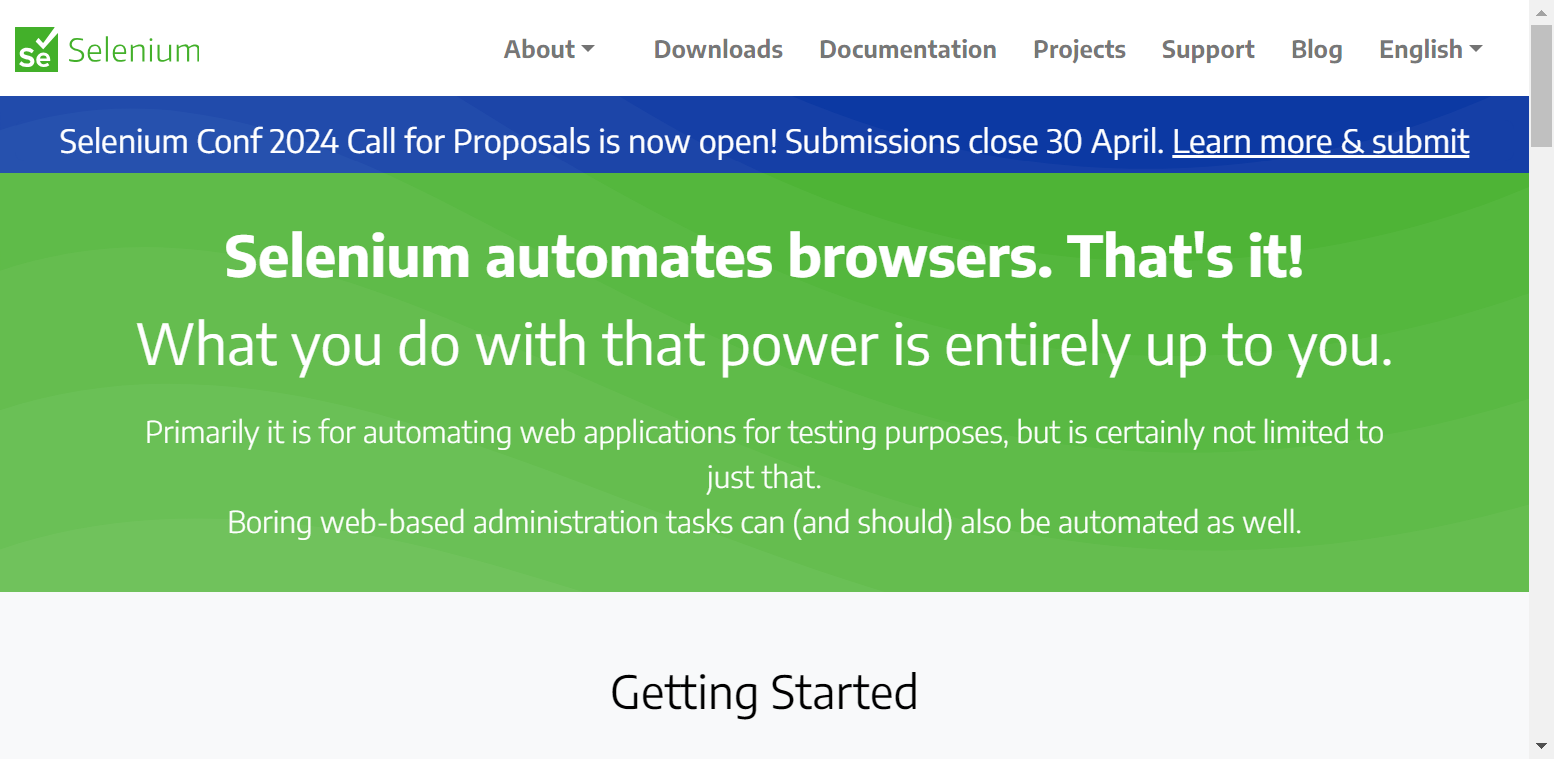 Se Selenium
About Downloads Documentation Projects Support Blog English
Selenium Conf 2024 Call for Proposals is now open! Submissions close 30 April. Learn more & submit
Selenium automates browsers. That's it!
What you do with that power is entirely up to you.
Primarily it is for automating web applications for testing purposes, but is certainly not limited to
just that.
Boring web-based administration tasks can (and should) also be automated as well.
Getting Started